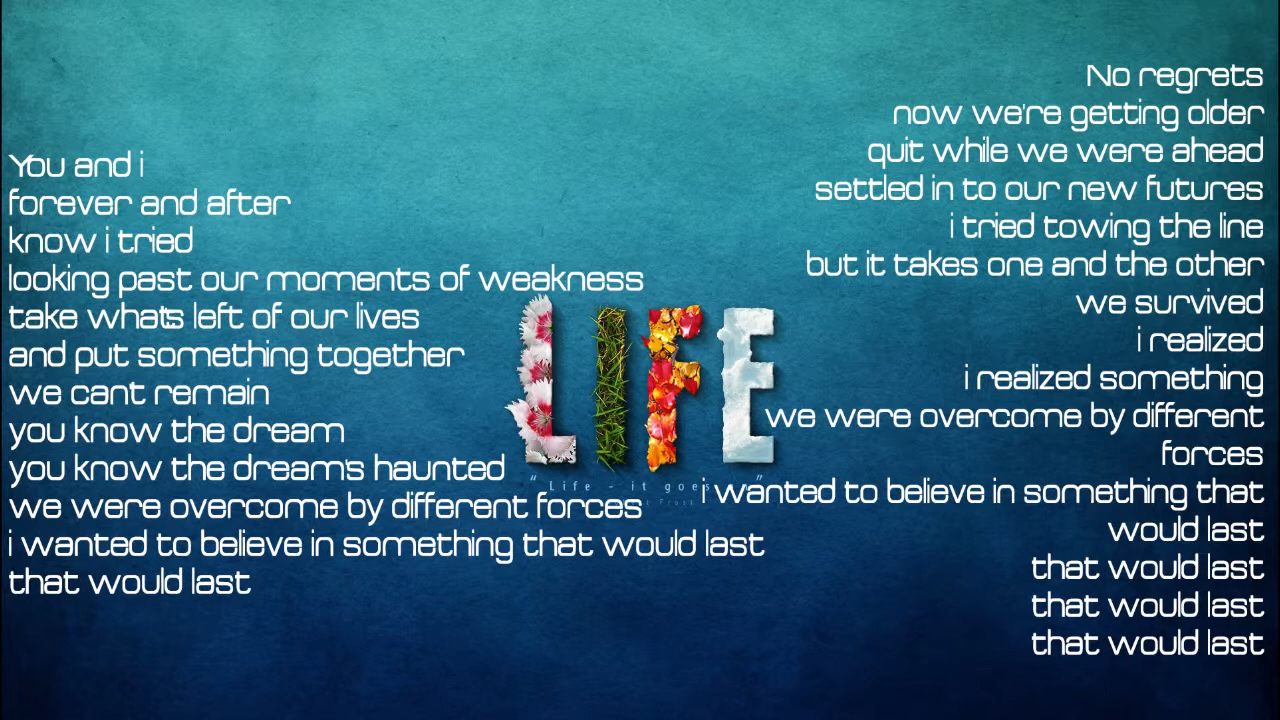 You and i
forever and after
know i tried
looking past our moments of weakness
take whats left of our lives
and put something together
we cant remain
you know the dream
you know the dream's haunted
we were overcome by different forces
i wanted to believe in something that would last
that would last
LIFE
"Life - it goes
Frost
No regrets
now we're getting older
quit while we were ahead
settled in to our new futures
i tried towing the line
but it takes one and the other
we survived
i realized
i realized something
we were overcome by different
forces
i wanted to believe in something that
would last
that would last
that would last
that would last